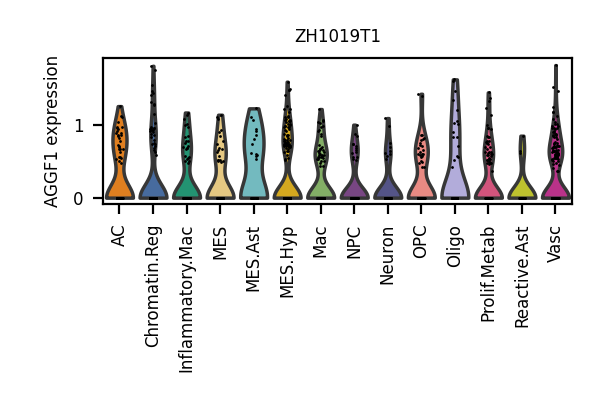 ZH1019T1
AGGF1 expression
1
0
AC
Chromatin.Reg
Inflammatory.Mac
MES
MES.Ast
MES.Hyp
Mac
NPC
Neuron
OPC
Oligo
Prolif.Metab
Reactive.Ast
Vasc